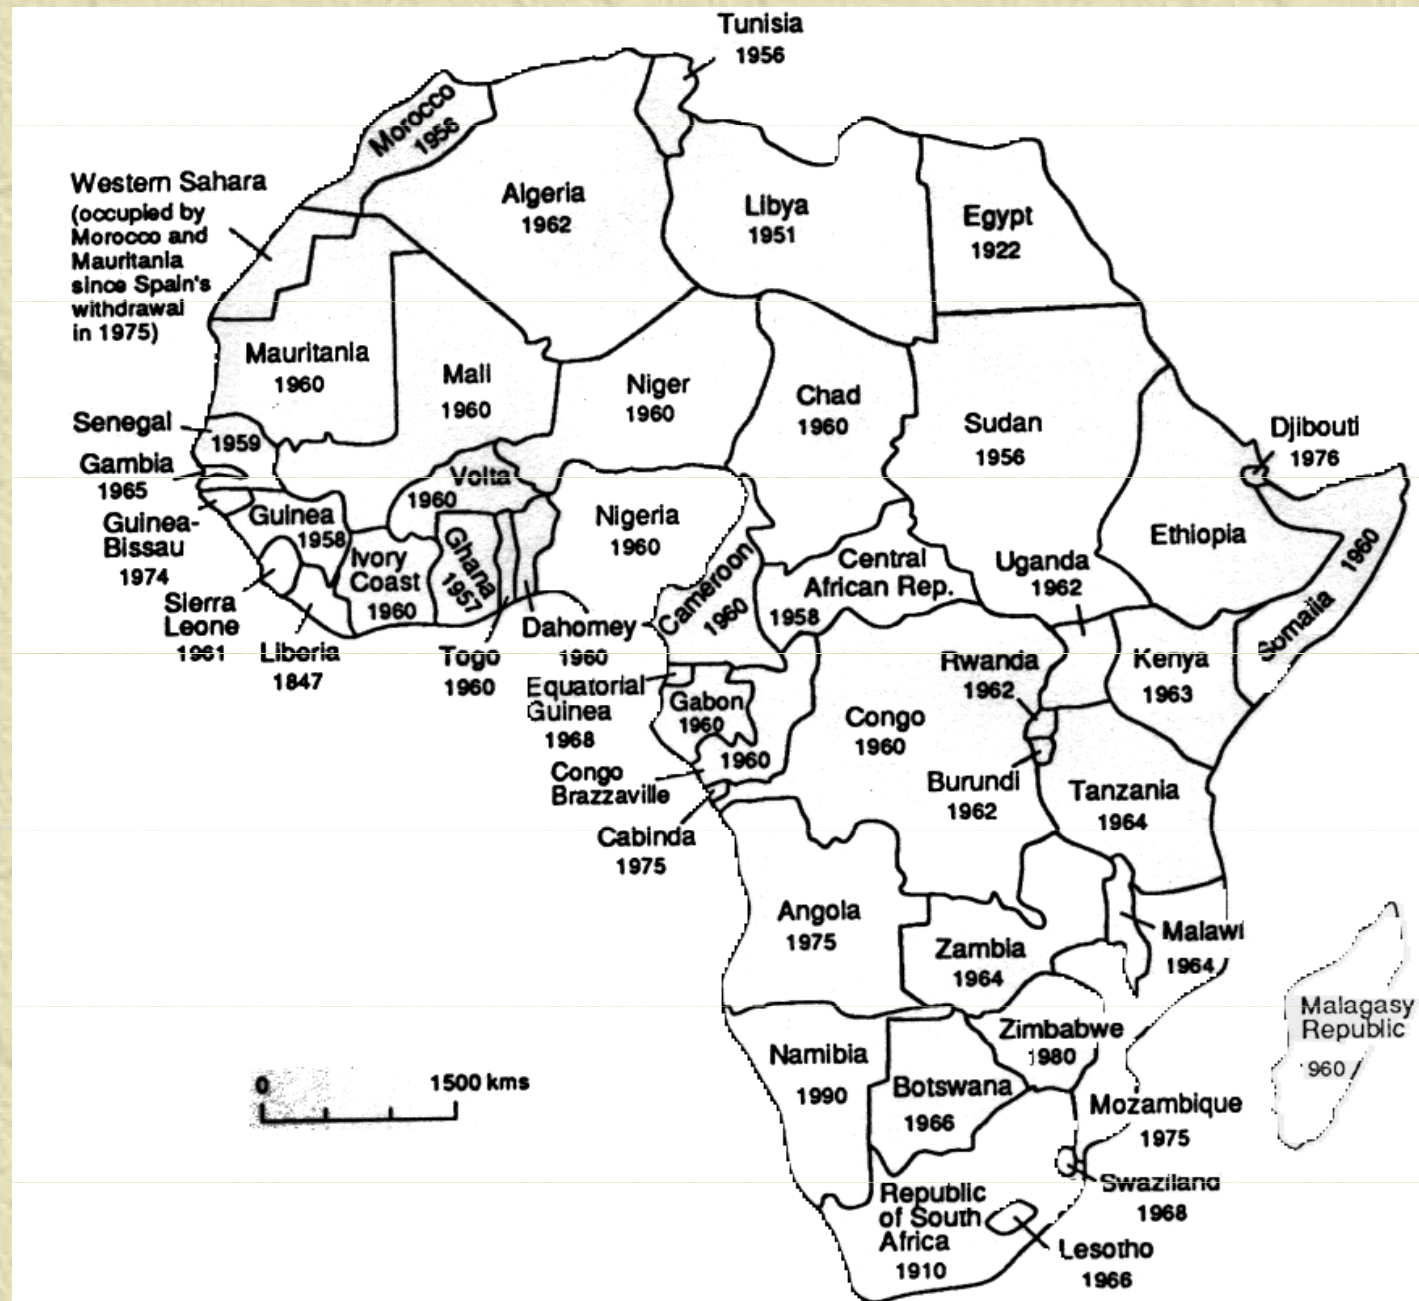 Tunisia
1956
Morocco
1956
Western Sahara
(occupied by
Morocco and
Mauritania
since Spain's
withdrawal
in 1975)
Algeria
1962
Libya
1951
Egypt
1922
Mauritania
1960
Mali
1960
Niger
1960
Chad
1960
Sudan
1956
Djibouti
1976
Senegal
1959
Gambia
1965
Guinea-
Bissau
1974
Guinea
1958
Volta
1960
Nigeria
1960
Ethiopia
Somalia
1960
Sierra
Leone
1961
Liberia
1847
Ivory
Coast
1960
Ghana
1957
Togo
1960
Dahomey
1960
Cameroon
1960
Central
African Rep.
1958
Uganda
1962
Kenya
1963
Equatorial
Guinea
1968
Gabon
1960
Congo
1960
Rwanda
1962
Congo
Brazzaville
1960
Burundi
1962
Tanzania
1964
Cabinda
1975
Angola
1975
Zambia
1964
Malawi
1964
Malagasy
Republic
960
Zimbabwe
1980
Namibia
1990
Botswana
1966
Mozambique
1975
0
1500 kms
Swaziland
1968
Republic
of South
Africa
1910
Lesotho
1966